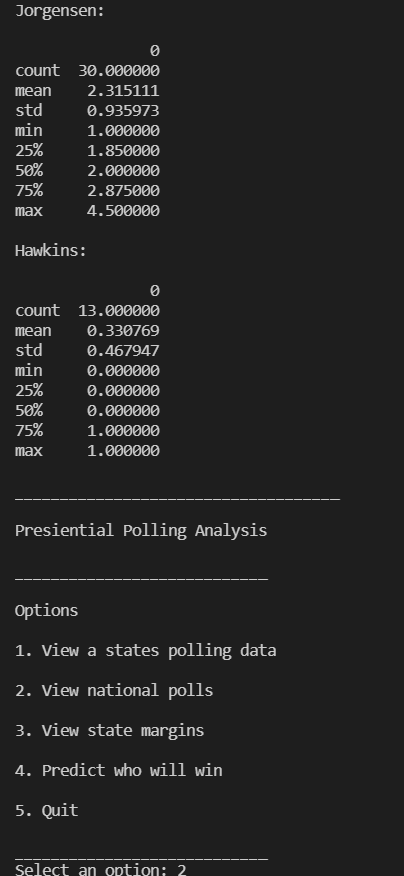 Jorgensen:
0
count 30.000000
mean 2.315111
std 0.935973
min 1.000000
25% 1.850000
50% 2.000000
75% 2.875000
max 4.500000
Hawkins:
0
count 13.000000
mean 0.330769
std 0.467947
min 0.000000
25% 0.000000
50% 0.000000
75% 1.000000
max 1.000000
____________________________________
Presiential Polling Analysis
____________________________
Options
1. View a states polling data
2. View national polls
3. View state margins
4. Predict who will win
5. Quit
____________________________
Select an option: 2